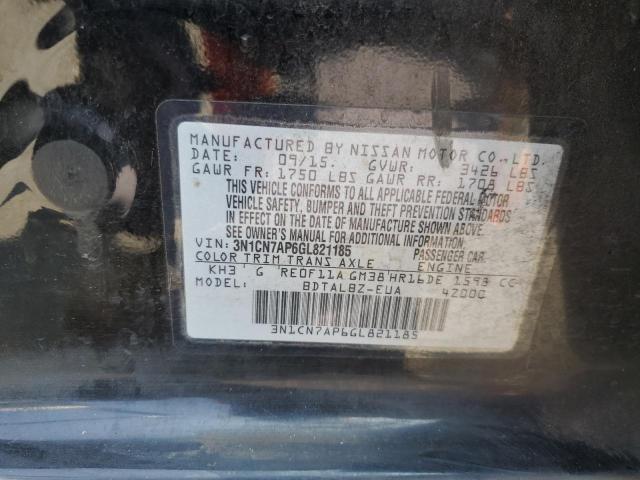 MANUFACTURED BY NISSAN MOTOR CO., LTD.
DATE: 09/15. GVWR: 3426 LBS
GAWR FR: 1750 LBS GAWR RR: 1708 LBS
THIS VEHICLE CONFORMS TO ALL APPLICABLE FEDERAL MOTOR
VEHICLE SAFETY, BUMPER AND THEFT PREVENTION STANDARDS
IN EFFECT ON THE DATE OF MANUFACTURE SHOWN ABOVE.
SEE OWNER'S MANUAL FOR ADDITIONAL INFORMATION
VIN: 3N1CN7AP6GL821185 PASSENGER CAR
COLOR TRIM TRANS AXLE ENGINE
KH3 G RE0F11A GM38 HR16DE 1598 CC
MODEL: BDTALBZ-EUA 42000
3N1CN7AP6GL821185